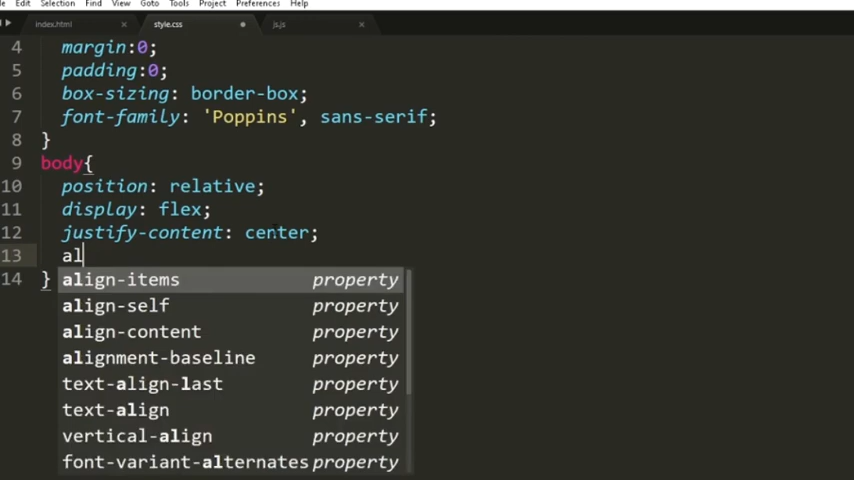 Edit Selection Find View Goto Tools Project Preferences Help
index.html × style.css js.js ×
4 margin:0;
5 padding:0;
6 box-sizing: border-box;
7 font-family: 'Poppins', sans-serif;
8 }
9 body{
10 position: relative;
11 display: flex;
12 justify-content: center;
13 al
14 } align-items property
align-self property
align-content property
alignment-baseline property
text-align-last property
text-align property
vertical-align property
font-variant-alternates property